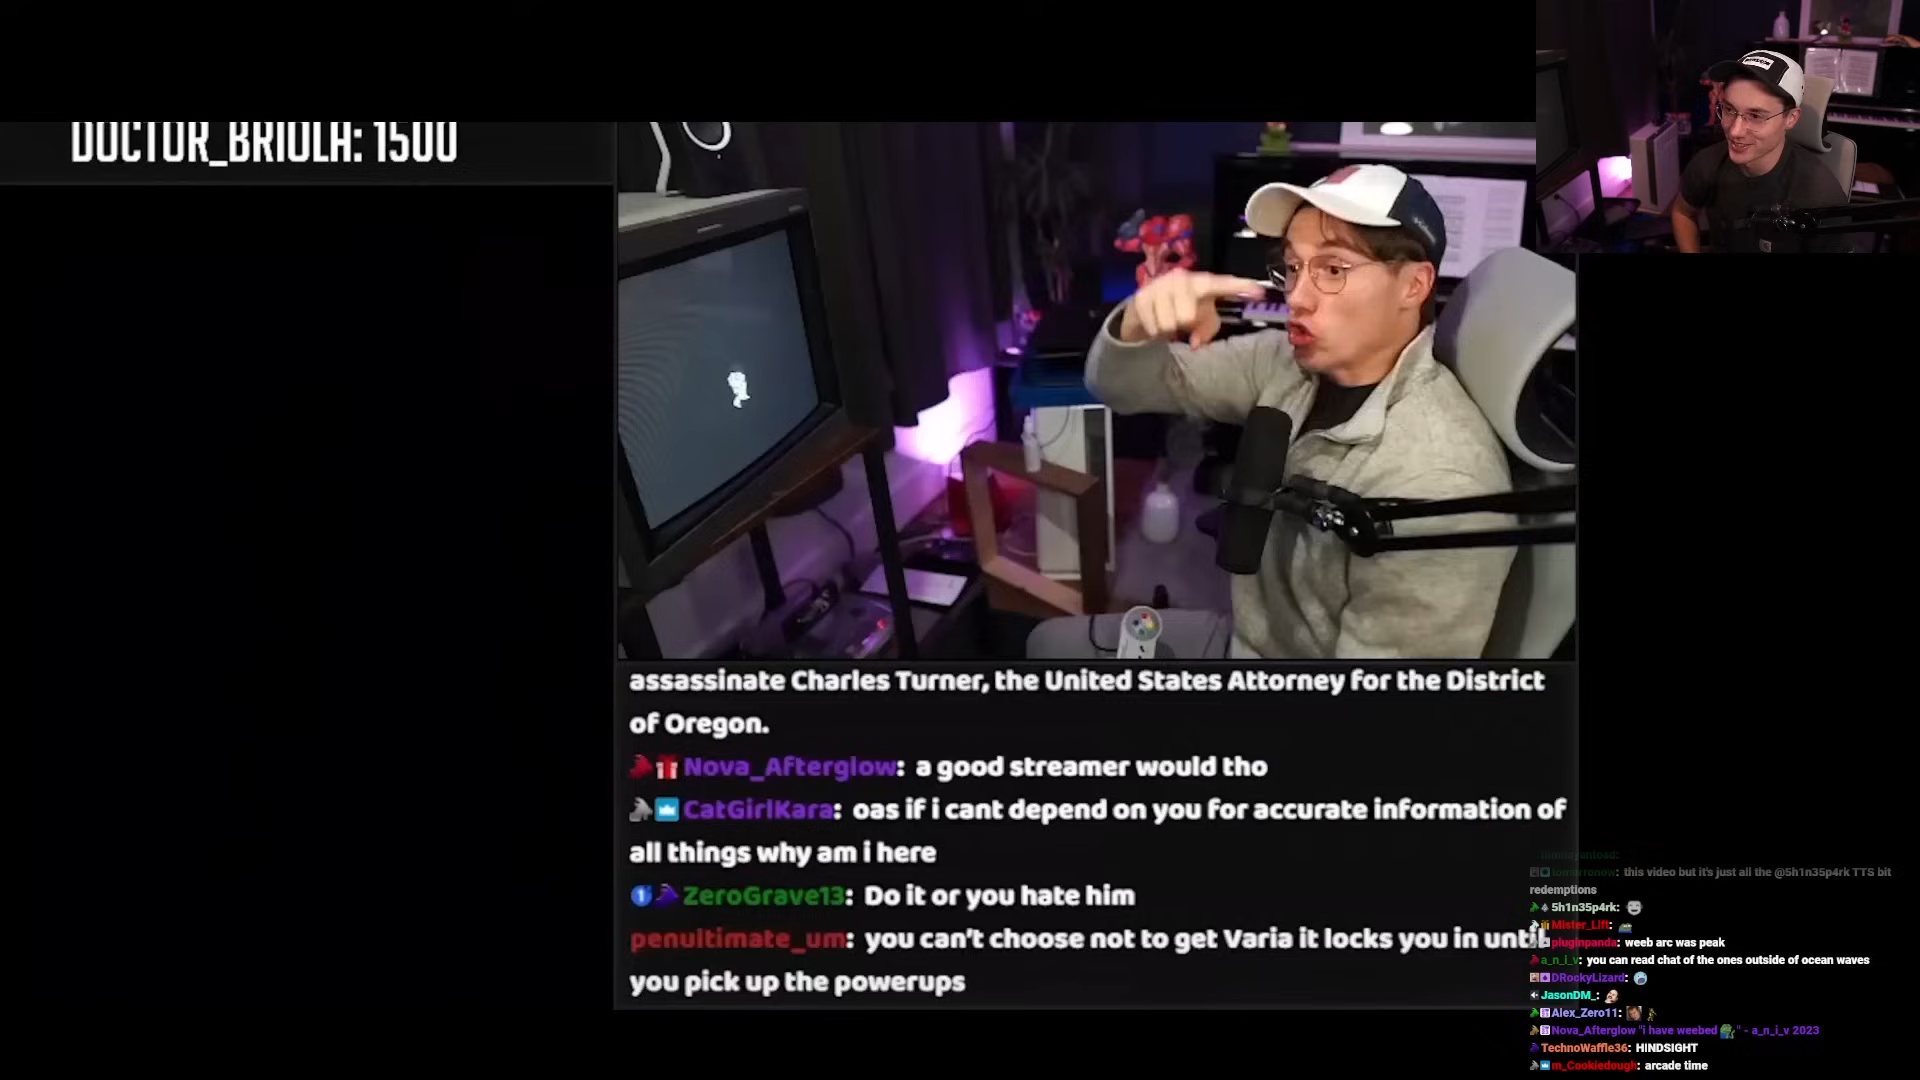 DOCTOR_BRIOLA: 1500
assassinate Charles Turner, the United States Attorney for the District
of Oregon.
Nova_Afterglow: a good streamer would tho
CatGirlKara: oas if i cant depend on you for accurate information of
all things why am i here
ZeroGrave13: Do it or you hate him
penultimate_um: you can't choose not to get Varia it locks you in until
you pick up the powerups
tomorronow: this video but it's just all the @5h1n35p4rk TTS bit
redemptions
5h1n35p4rk:
Mister_Lift:
pluginpanda: weeb arc was peak
a_n_i_v: you can read chat of the ones outside of ocean waves
DRockyLizard:
JasonDM_:
Alex_Zero11:
Nova_Afterglow "i have weebed " - a_n_i_v 2023
TechnoWaffle36: HINDSIGHT
m_Cookiedough: arcade time